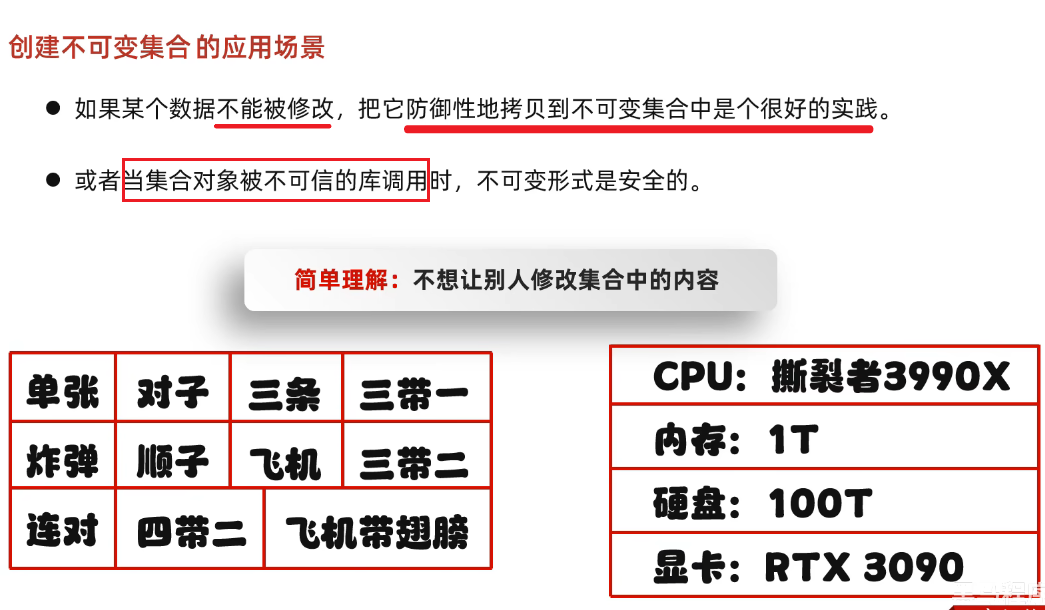 创建不可变集合的应用场景
● 如果某个数据不能被修改，把它防御性地拷贝到不可变集合中是个很好的实践。
● 或者当集合对象被不可信的库调用时，不可变形式是安全的。
简单理解：不想让别人修改集合中的内容
单张 对子 三条 三带一
炸弹 顺子 飞机 三带二
连对 四带二 飞机带翅膀
CPU：撕裂者3990X
内存：1T
硬盘：100T
显卡：RTX 3090